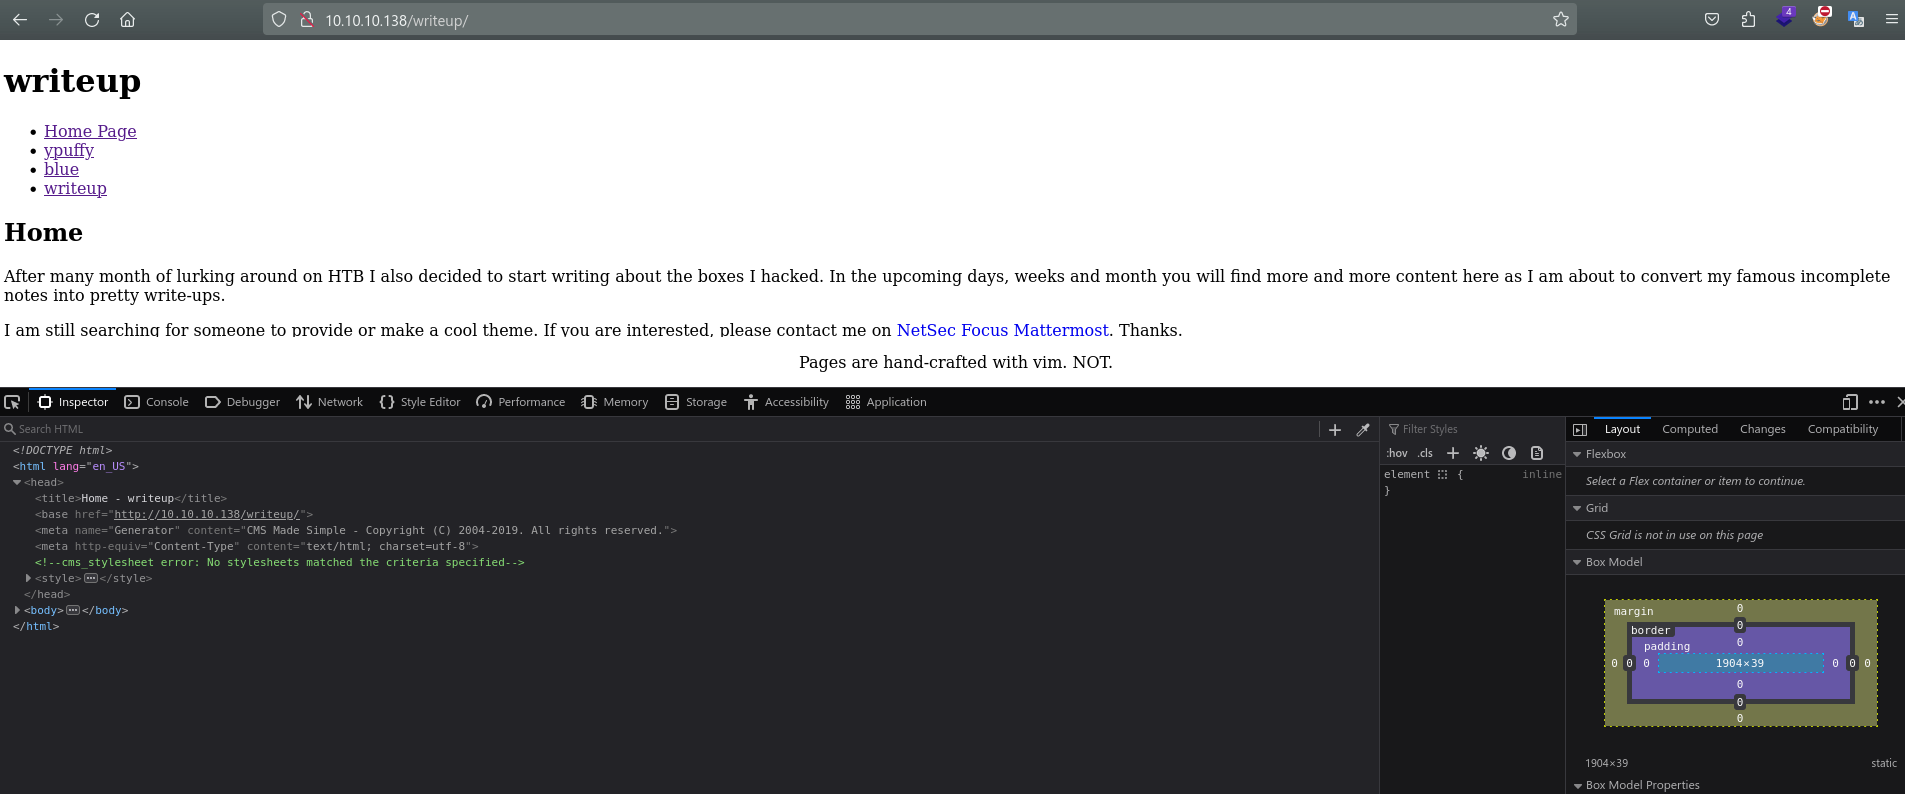 10.10.10.138/writeup/
4
writeup
Home Page
ypuffy
blue
writeup
Home
After many month of lurking around on HTB I also decided to start writing about the boxes I hacked. In the upcoming days, weeks and month you will find more and more content here as I am about to convert my famous incomplete
notes into pretty write-ups.
I am still searching for someone to provide or make a cool theme. If you are interested, please contact me on NetSec Focus Mattermost. Thanks.
Pages are hand-crafted with vim. NOT.
Inspector Console Debugger Network Style Editor Performance Memory Storage Accessibility Application
Search HTML
Filter Styles
Layout Computed Changes Compatibility
<!DOCTYPE html>
<html lang="en_US">
<head>
<title>Home - writeup</title>
<base href="http://10.10.10.138/writeup/">
<meta name="Generator" content="CMS Made Simple - Copyright (C) 2004-2019. All rights reserved.">
<meta http-equiv="Content-Type" content="text/html; charset=utf-8">
<!--cms_stylesheet error: No stylesheets matched the criteria specified-->
<style></style>
</head>
<body></body>
</html>
:hov .cls
element { inline
}
Flexbox
Select a Flex container or item to continue.
Grid
CSS Grid is not in use on this page
Box Model
margin 0
border 0
padding 0
0 0 0 1904×39 0 0 0
0
0
0
1904×39 static
Box Model Properties